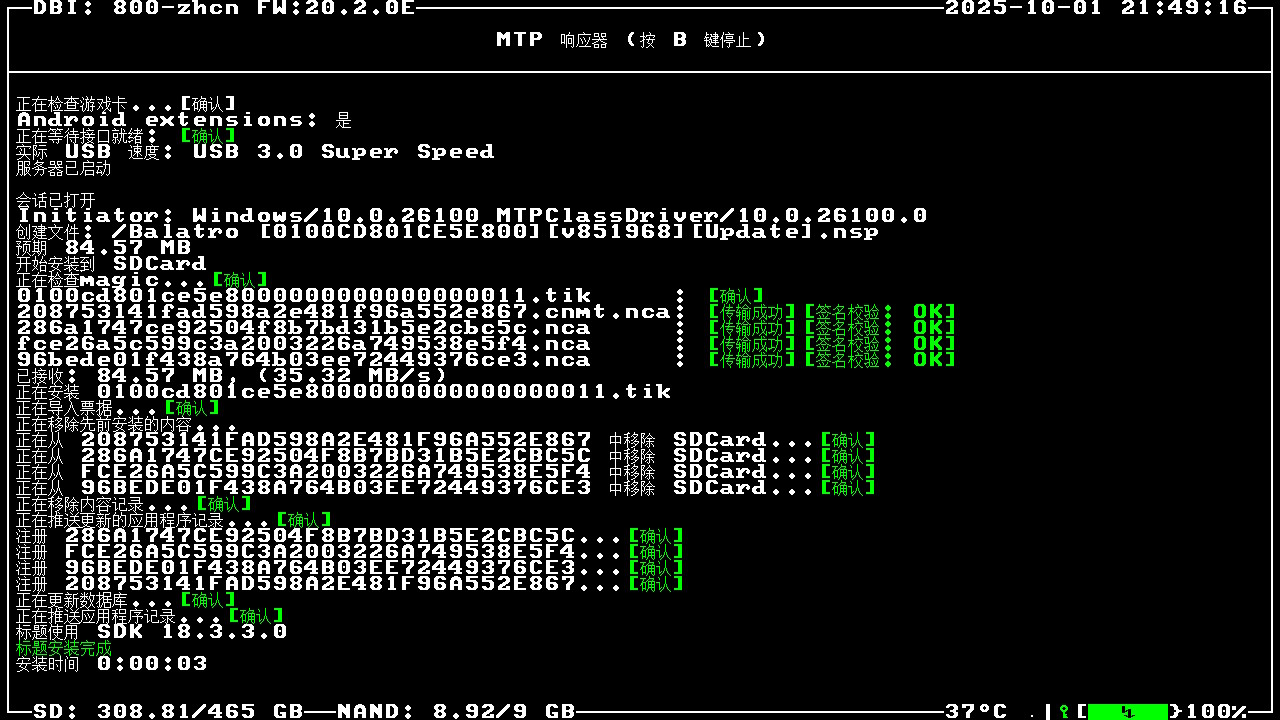 DBI: 800-zhcn FW:20.2.0E 2025-10-01 21:49:16
MTP 响应器 (按 B 键停止)
正在检查游戏卡...[确认]
Android extensions: 是
正在等待接口就绪: [确认]
实际 USB 速度: USB 3.0 Super Speed
服务器已启动
会话已打开
Initiator: Windows/10.0.26100 MTPClassDriver/10.0.26100.0
创建文件: /Balatro [0100CD801CE5E800][v851968][Update].nsp
预期 84.57 MB
开始安装到 SDCard
正在检查magic...[确认]
0100cd801ce5e8000000000000000011.tik : [确认]
208753141fad598a2e481f96a552e867.cnmt.nca: [传输成功][签名校验: OK]
286a1747ce92504f8b7bd31b5e2cbc5c.nca : [传输成功][签名校验: OK]
fce26a5c599c3a2003226a749538e5f4.nca : [传输成功][签名校验: OK]
96bede01f438a764b03ee72449376ce3.nca : [传输成功][签名校验: OK]
已接收: 84.57 MB, (35.32 MB/s)
正在安装 0100cd801ce5e8000000000000000011.tik
正在导入票据...[确认]
正在移除先前安装的内容...
正在从 208753141FAD598A2E481F96A552E867 中移除 SDCard...[确认]
正在从 286A1747CE92504F8B7BD31B5E2CBC5C 中移除 SDCard...[确认]
正在从 FCE26A5C599C3A2003226A749538E5F4 中移除 SDCard...[确认]
正在从 96BEDE01F438A764B03EE72449376CE3 中移除 SDCard...[确认]
正在移除内容记录...[确认]
正在推送更新的应用程序记录...[确认]
注册 286A1747CE92504F8B7BD31B5E2CBC5C...[确认]
注册 FCE26A5C599C3A2003226A749538E5F4...[确认]
注册 96BEDE01F438A764B03EE72449376CE3...[确认]
注册 208753141FAD598A2E481F96A552E867...[确认]
正在更新数据库...[确认]
正在推送应用程序记录...[确认]
标题使用 SDK 18.3.3.0
标题安装完成
安装时间 0:00:03
SD: 308.81/465 GB NAND: 8.92/9 GB 37°C 100%